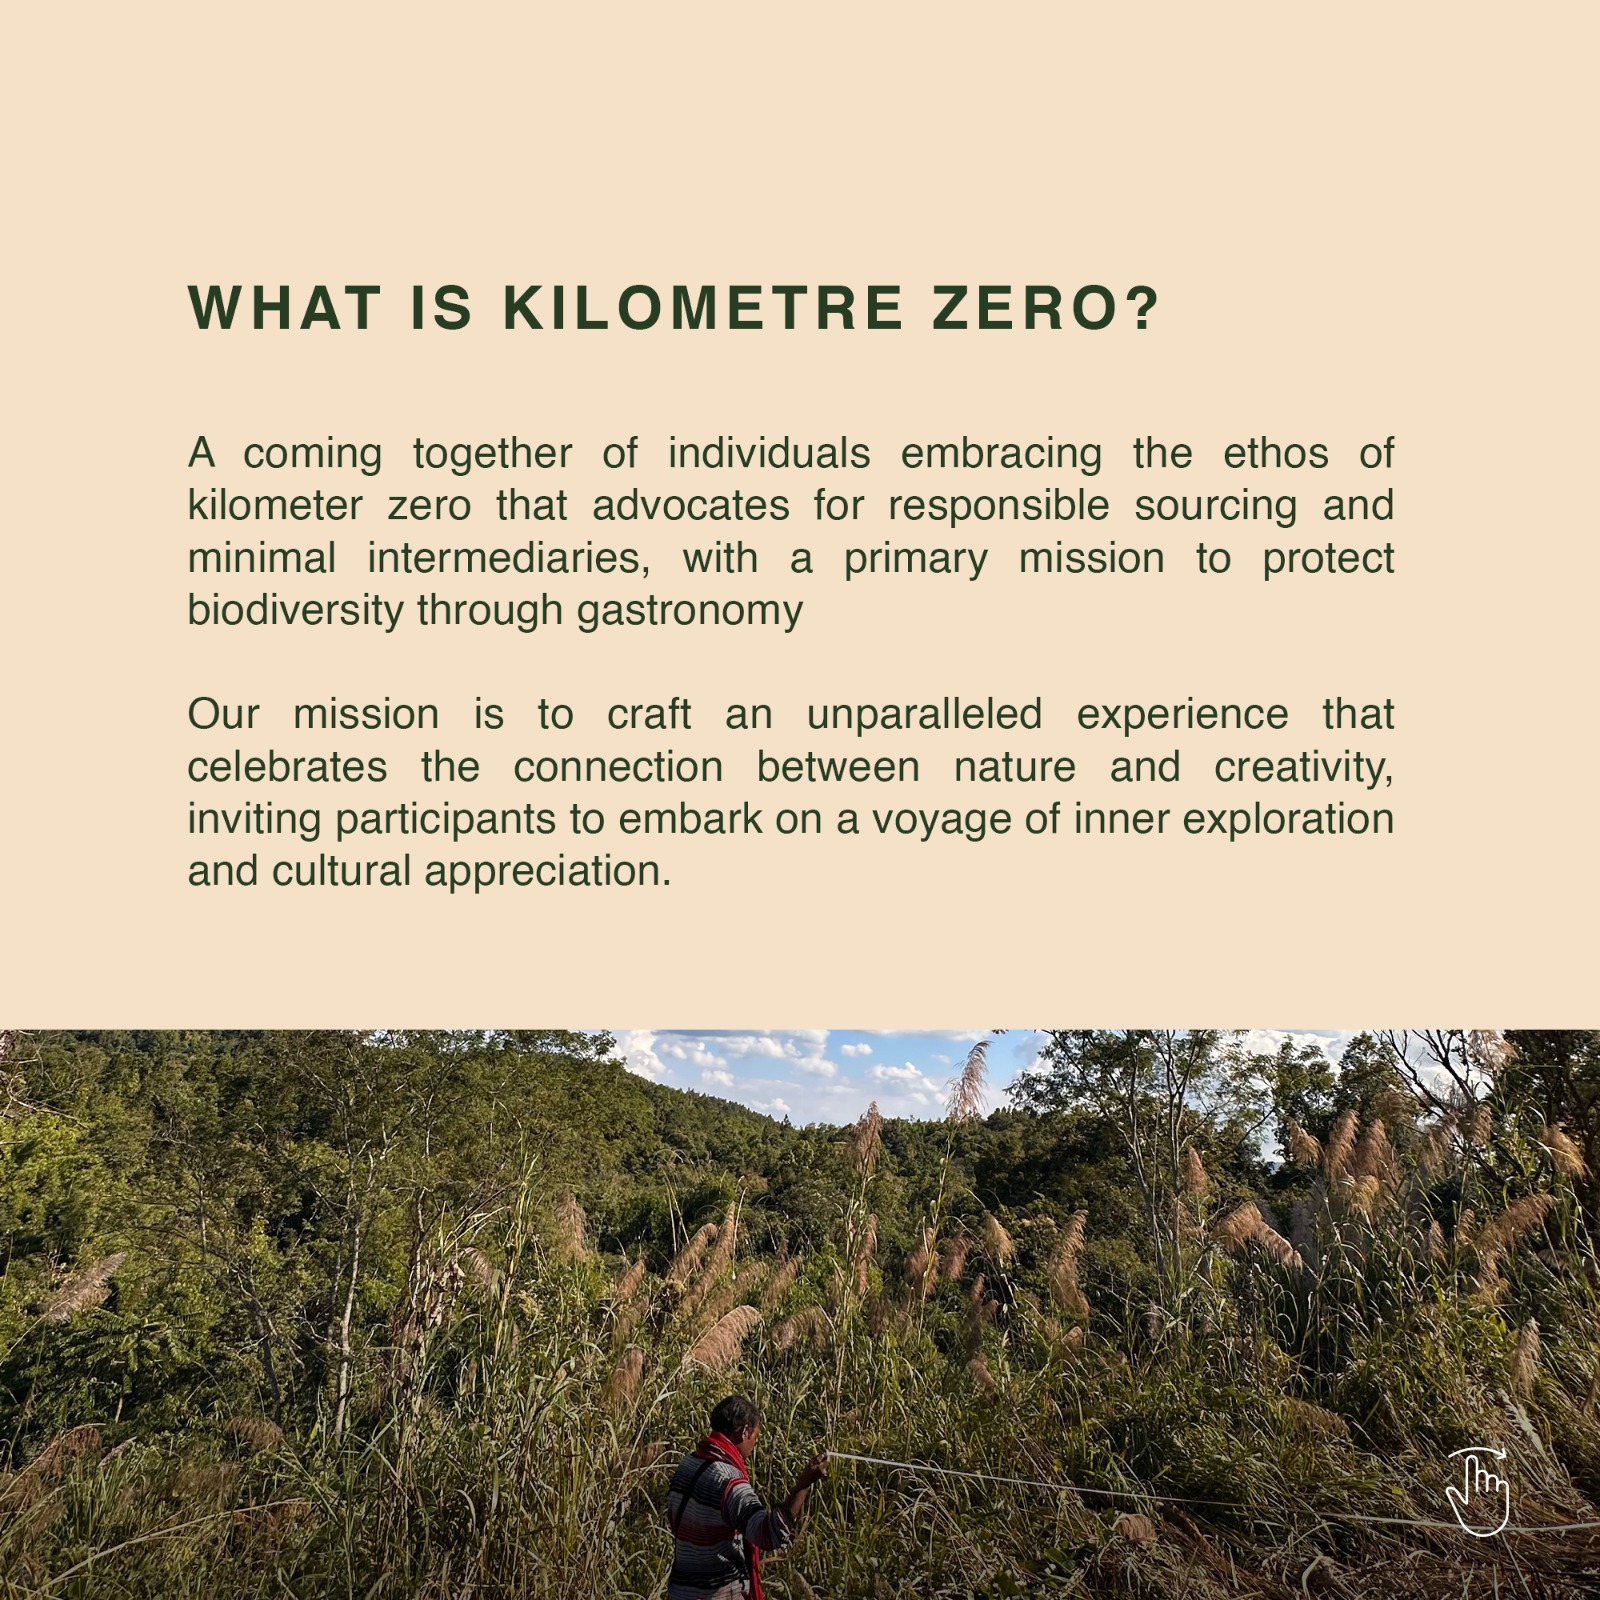 WHAT IS KILOMETRE ZERO?
A coming together of individuals embracing the ethos of
kilometer zero that advocates for responsible sourcing and
minimal intermediaries, with a primary mission to protect
biodiversity through gastronomy
Our mission is to craft an unparalleled experience that
celebrates the connection between nature and creativity,
inviting participants to embark on a voyage of inner exploration
and cultural appreciation.